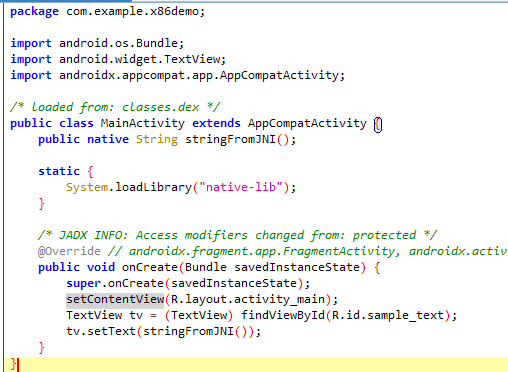 package com.example.x86demo;
import android.os.Bundle;
import android.widget.TextView;
import androidx.appcompat.app.AppCompatActivity;
/* loaded from: classes.dex */
public class MainActivity extends AppCompatActivity {
public native String stringFromJNI();
static {
System.loadLibrary("native-lib");
}
/* JADX INFO: Access modifiers changed from: protected */
@Override // androidx.fragment.app.FragmentActivity, androidx.activ
public void onCreate(Bundle savedInstanceState) {
super.onCreate(savedInstanceState);
setContentView(R.layout.activity_main);
TextView tv = (TextView) findViewById(R.id.sample_text);
tv.setText(stringFromJNI());
}
}